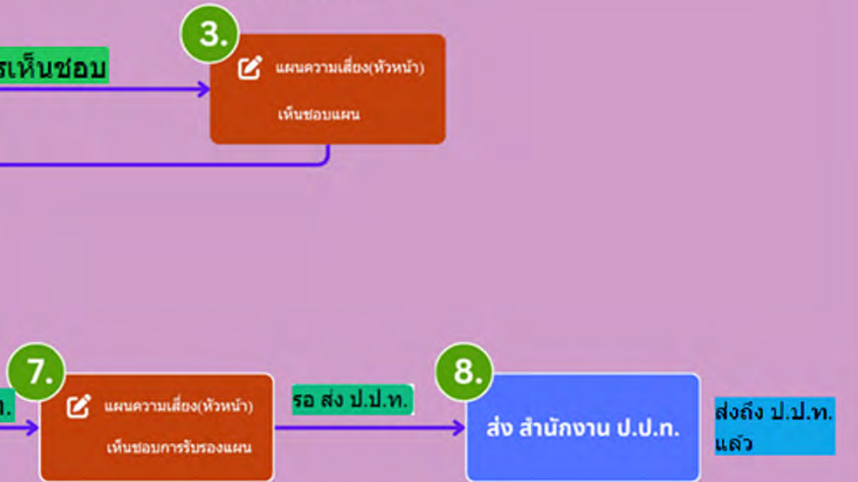 3.
รเห็นชอบ
แผนความเสี่ยง(หัวหน้า)
เห็นชอบแผน
7.
แผนความเสี่ยง(หัวหน้า)
เห็นชอบการรับรองแผน
รอ ส่ง ป.ป.ท.
8.
ส่ง สำนักงาน ป.ป.ท.
ส่งถึง ป.ป.ท.
แล้ว